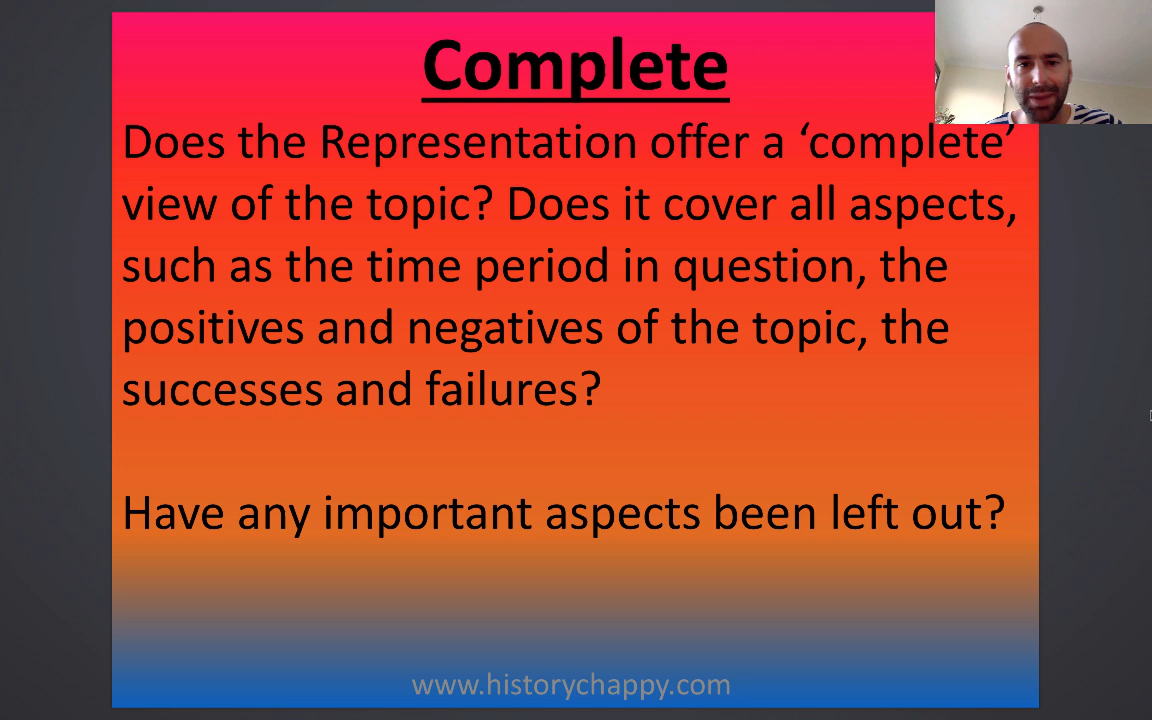 Complete
Does the Representation offer a ‘complete’
view of the topic? Does it cover all aspects,
such as the time period in question, the
positives and negatives of the topic, the
successes and failures?
Have any important aspects been left out?
www.historychappy.com